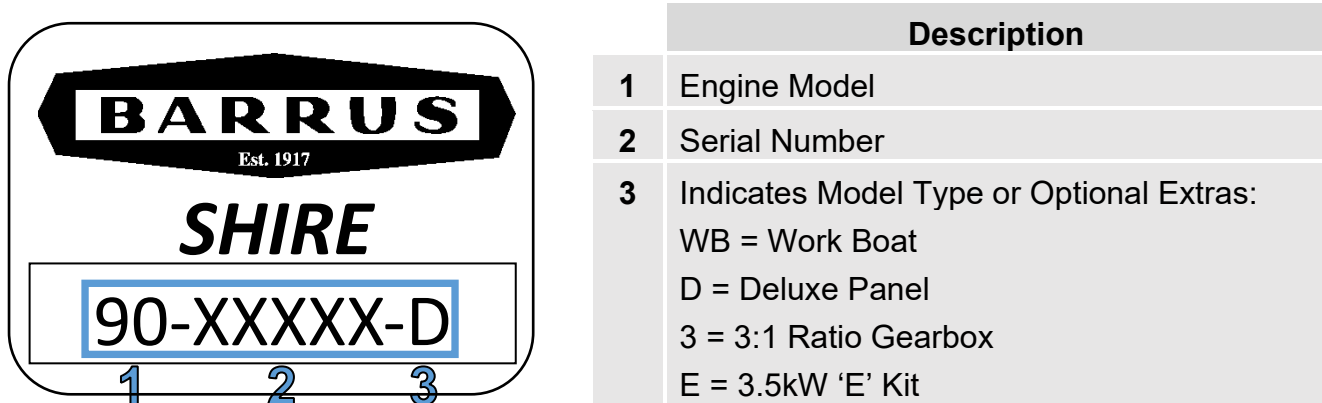 BARRUS
Est. 1917
SHIRE
90-XXXXX-D
1 2 3
Description
1 Engine Model
2 Serial Number
3 Indicates Model Type or Optional Extras:
WB = Work Boat
D = Deluxe Panel
3 = 3:1 Ratio Gearbox
E = 3.5kW ‘E’ Kit